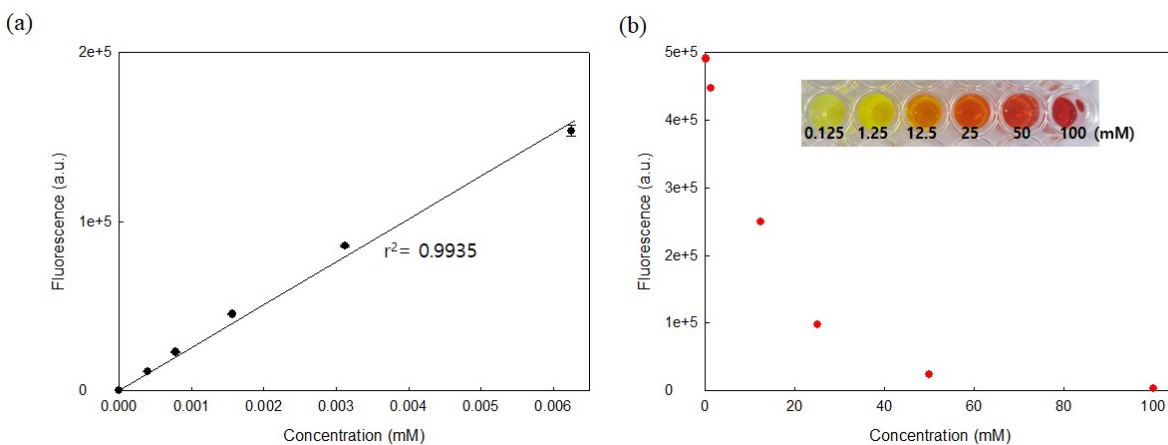 (a)
2e+5
1e+5
0
Fluorescence (a.u.)
r² = 0.9935
0.000 0.001 0.002 0.003 0.004 0.005 0.006
Concentration (mM)
(b)
5e+5
4e+5
3e+5
2e+5
1e+5
0
Fluorescence (a.u.)
0.125 1.25 12.5 25 50 100 (mM)
0 20 40 60 80 100
Concentration (mM)